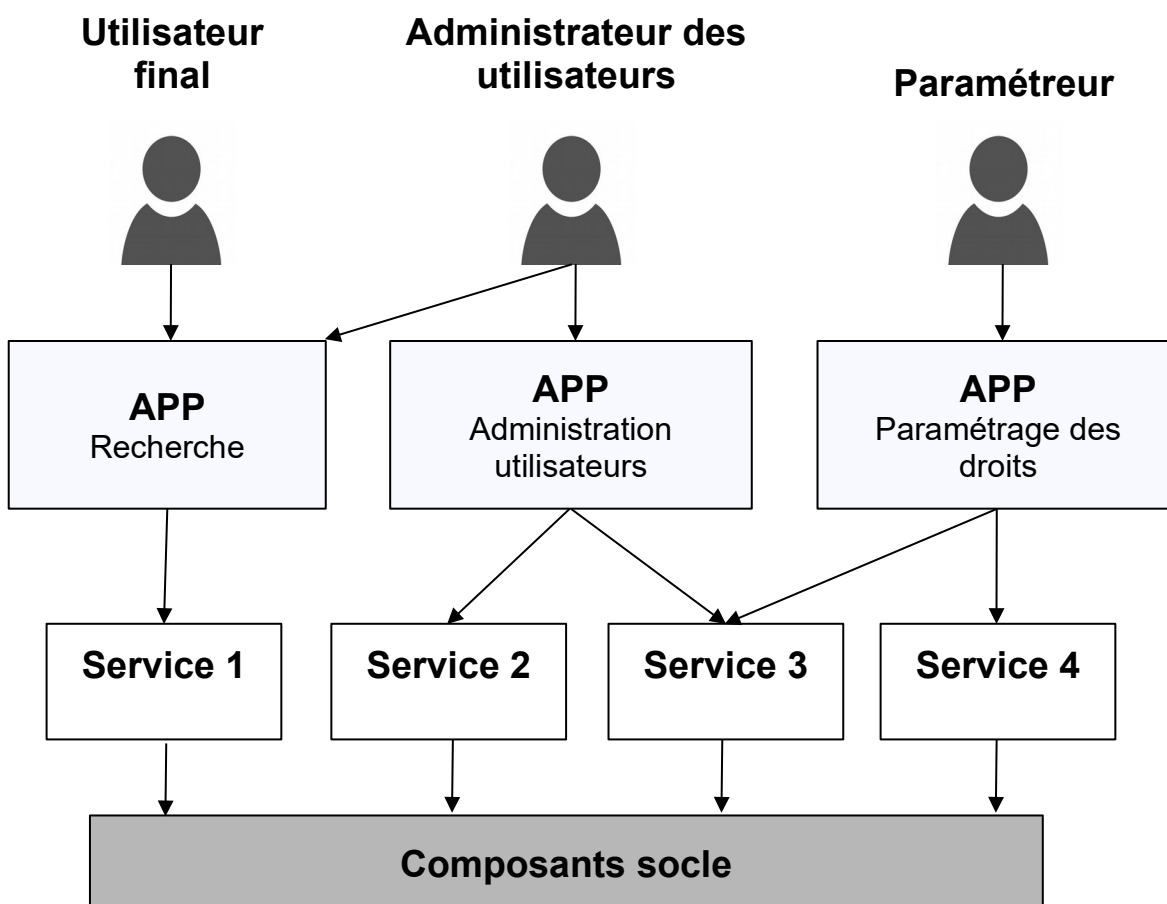 Utilisateur
final
Administrateur des
utilisateurs
Paramétreur
APP
Recherche
APP
Administration
utilisateurs
APP
Paramétrage des
droits
Service 1
Service 2
Service 3
Service 4
Composants socle